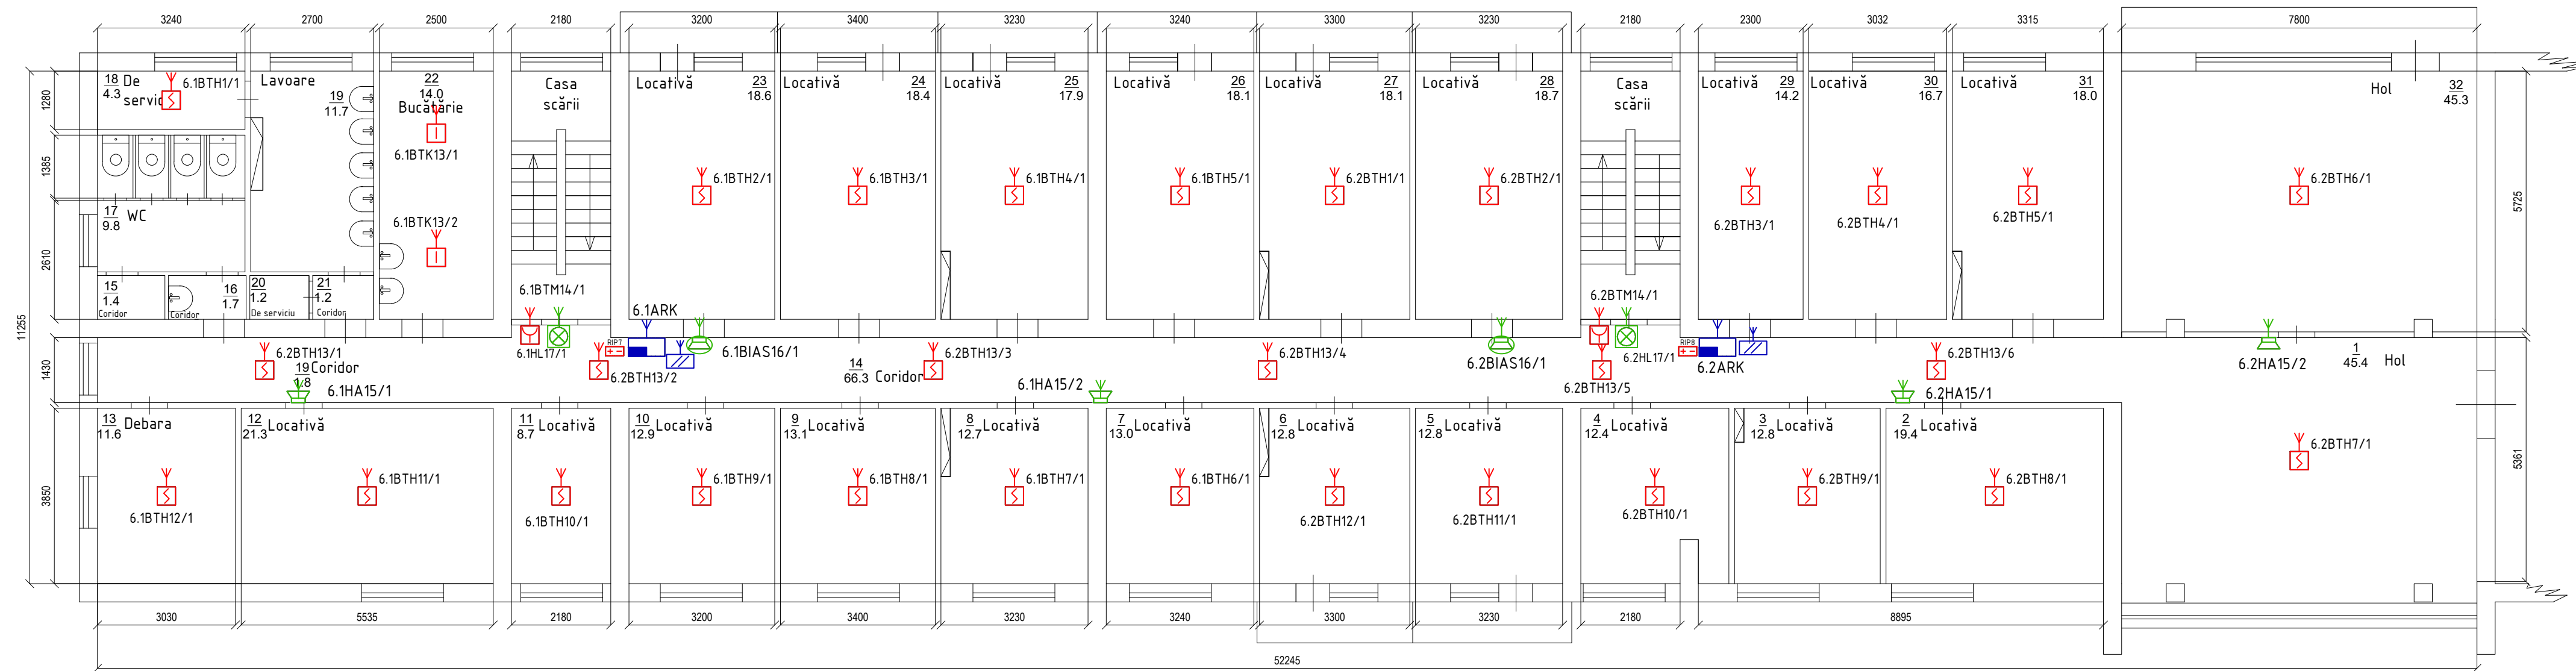 3240
2700
2500
2180
3200
3400
3230
3240
3300
3230
2180
2300
3032
3315
7800
18
4.3
De
serviciu
6.1BTH1/1
Lavoare
19
11.7
22
14.0
Bucătărie
Casa
scării
Locativă
23
18.6
Locativă
24
18.4
Locativă
25
17.9
Locativă
26
18.1
Locativă
27
18.1
Locativă
28
18.7
Casa
scării
Locativă
29
14.2
Locativă
30
16.7
Locativă
31
18.0
Hol
32
45.3
1280
1385
2610
11255
1430
3850
5725
5361
6.1BTK13/1
6.1BTK13/2
6.1BTH2/1
6.1BTH3/1
6.1BTH4/1
6.1BTH5/1
6.2BTH1/1
6.2BTH2/1
6.2BTH3/1
6.2BTH4/1
6.2BTH5/1
6.2BTH6/1
17
9.8
WC
15
1.4
Coridor
16
1.7
Coridor
20
1.2
De serviciu
21
1.2
Coridor
6.1BTM14/1
6.1HL17/1
RIP7
6.1ARK
6.1BIAS16/1
6.2BTM14/1
6.2HL17/1
RIP8
6.2ARK
6.2BIAS16/1
6.2BTH13/1
6.2BTH13/2
6.2BTH13/3
6.2BTH13/4
6.2BTH13/5
6.2BTH13/6
19
1.8
Coridor
6.1HA15/1
14
66.3
Coridor
6.1HA15/2
6.2HA15/1
6.2HA15/2
1
45.4
Hol
13
11.6
Debara
12
21.3
Locativă
11
8.7
Locativă
10
12.9
Locativă
9
13.1
Locativă
8
12.7
Locativă
7
13.0
Locativă
6
12.8
Locativă
5
12.8
Locativă
4
12.4
Locativă
3
12.8
Locativă
2
19.4
Locativă
6.1BTH12/1
6.1BTH11/1
6.1BTH10/1
6.1BTH9/1
6.1BTH8/1
6.1BTH7/1
6.1BTH6/1
6.2BTH12/1
6.2BTH11/1
6.2BTH10/1
6.2BTH9/1
6.2BTH8/1
6.2BTH7/1
3030
5535
2180
3200
3400
3230
3240
3300
3230
2180
8895
52245